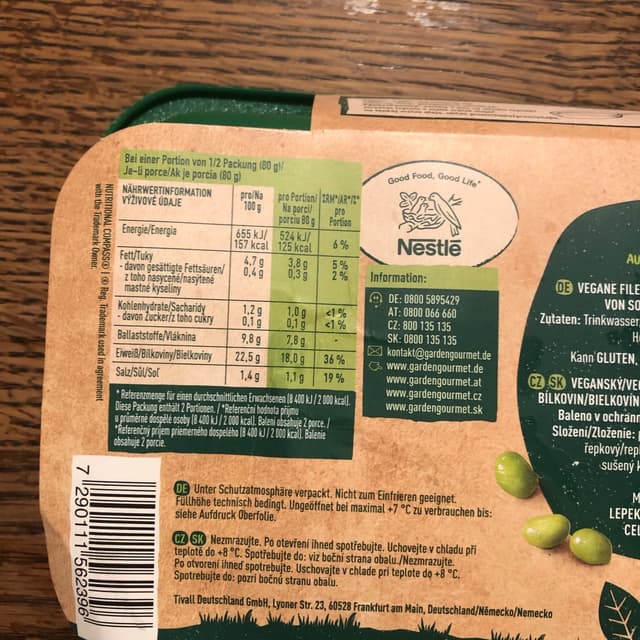 Bei einer Portion von 1/2 Packung (80 g)/
Je-li porce/Ak je porcia (80 g)
NÄHRWERTINFORMATION
VÝŽIVOVÉ ÚDAJE
pro/Na
100 g
pro Portion/
Na porci/
porciu 80 g
pro
Portion
Energie/Energia
655 kJ/ 524 kJ/
157 kcal 125 kcal 6 %
Fett/Tuky 4,7 g 3,8 g 5 %
- davon gesättigte Fettsäuren/ 0,4 g 0,3 g 2 %
z toho nasycené/nasýtené
mastné kyseliny
Kohlenhydrate/Sacharidy 1,2 g 1,0 g <1 %
- davon Zucker/z toho cukry 0,1 g 0,1 g <1 %
Ballaststoffe/Vláknina 9,8 g 7,8 g -
Eiweiß/Bílkoviny/Bielkoviny 22,5 g 18,0 g 36 %
Salz/Sůl/Soľ 1,4 g 1,1 g 19 %
* Referenzmenge für einen durchschnittlichen Erwachsenen (8 400 kJ / 2 000 kcal).
Diese Packung enthält 2 Portionen. / *Referenční hodnota příjmu
u průměrné dospělé osoby (8 400 kJ / 2 000 kcal). Balení obsahuje 2 porce. /
*Referenčný príjem priemerného dospelého (8 400 kJ / 2 000 kcal). Balenie
obsahuje 2 porcie.
NUTRITIONAL COMPASS® | ® Reg. Trademark used in agreement
with the Trademark Owner.
Good Food, Good Life*
Nestlé
Information:
DE: 0800 5895429
AT: 0800 066 660
CZ: 800 135 135
SK: 0800 135 135
kontakt@gardengourmet.de
www.gardengourmet.de
www.gardengourmet.at
www.gardengourmet.cz
www.gardengourmet.sk
AU
DE VEGANE FILE
VON SO
Zutaten: Trinkwasser
Kann GLUTEN,
CZ SK VEGANSKÝ/VE
BÍLKOVIN/BIELKOVÍN
Baleno v ochrann
Složení/Zloženie:
řepkový/rep
sušený
LEPEK
CEL
DE Unter Schutzatmosphäre verpackt. Nicht zum Einfrieren geeignet.
Füllhöhe technisch bedingt. Ungeöffnet bei maximal +7 °C zu verbrauchen bis:
siehe Aufdruck Oberfolie.
CZ SK Nezmrazujte. Po otevření ihned spotřebujte. Uchovejte v chladu při
teplotě do +8 °C. Spotřebujte do: viz boční strana obalu./Nezmrazujte.
Po otvorení ihned spotrebujte. Uschovajte v chlade pri teplote do +8 °C.
Spotrebujte do: pozri bočnú stranu obalu.
Tivall Deutschland GmbH, Lyoner Str. 23, 60528 Frankfurt am Main, Deutschland/Německo/Nemecko
7 290111 562396